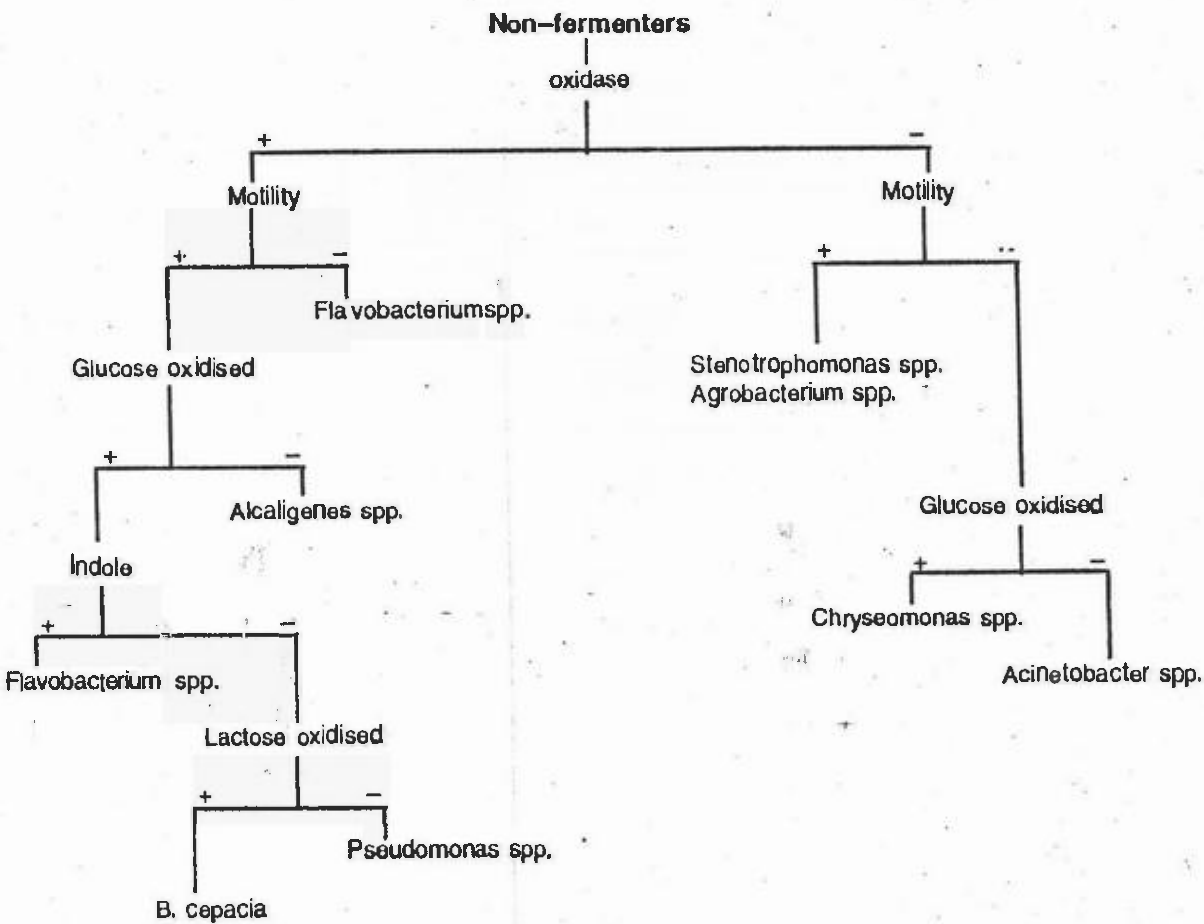 Non-fermenters
oxidase
+
−
Motility
Motility
+
−
+
..
Flavobacteriumspp.
Glucose oxidised
Stenotrophomonas spp.
Agrobacterium spp.
+
−
Alcaligenes spp.
Glucose oxidised
Indole
+
−
Chryseomonas spp.
+
−
Flavobacterium spp.
Acinetobacter spp.
Lactose oxidised
+
−
Pseudomonas spp.
B. cepacia